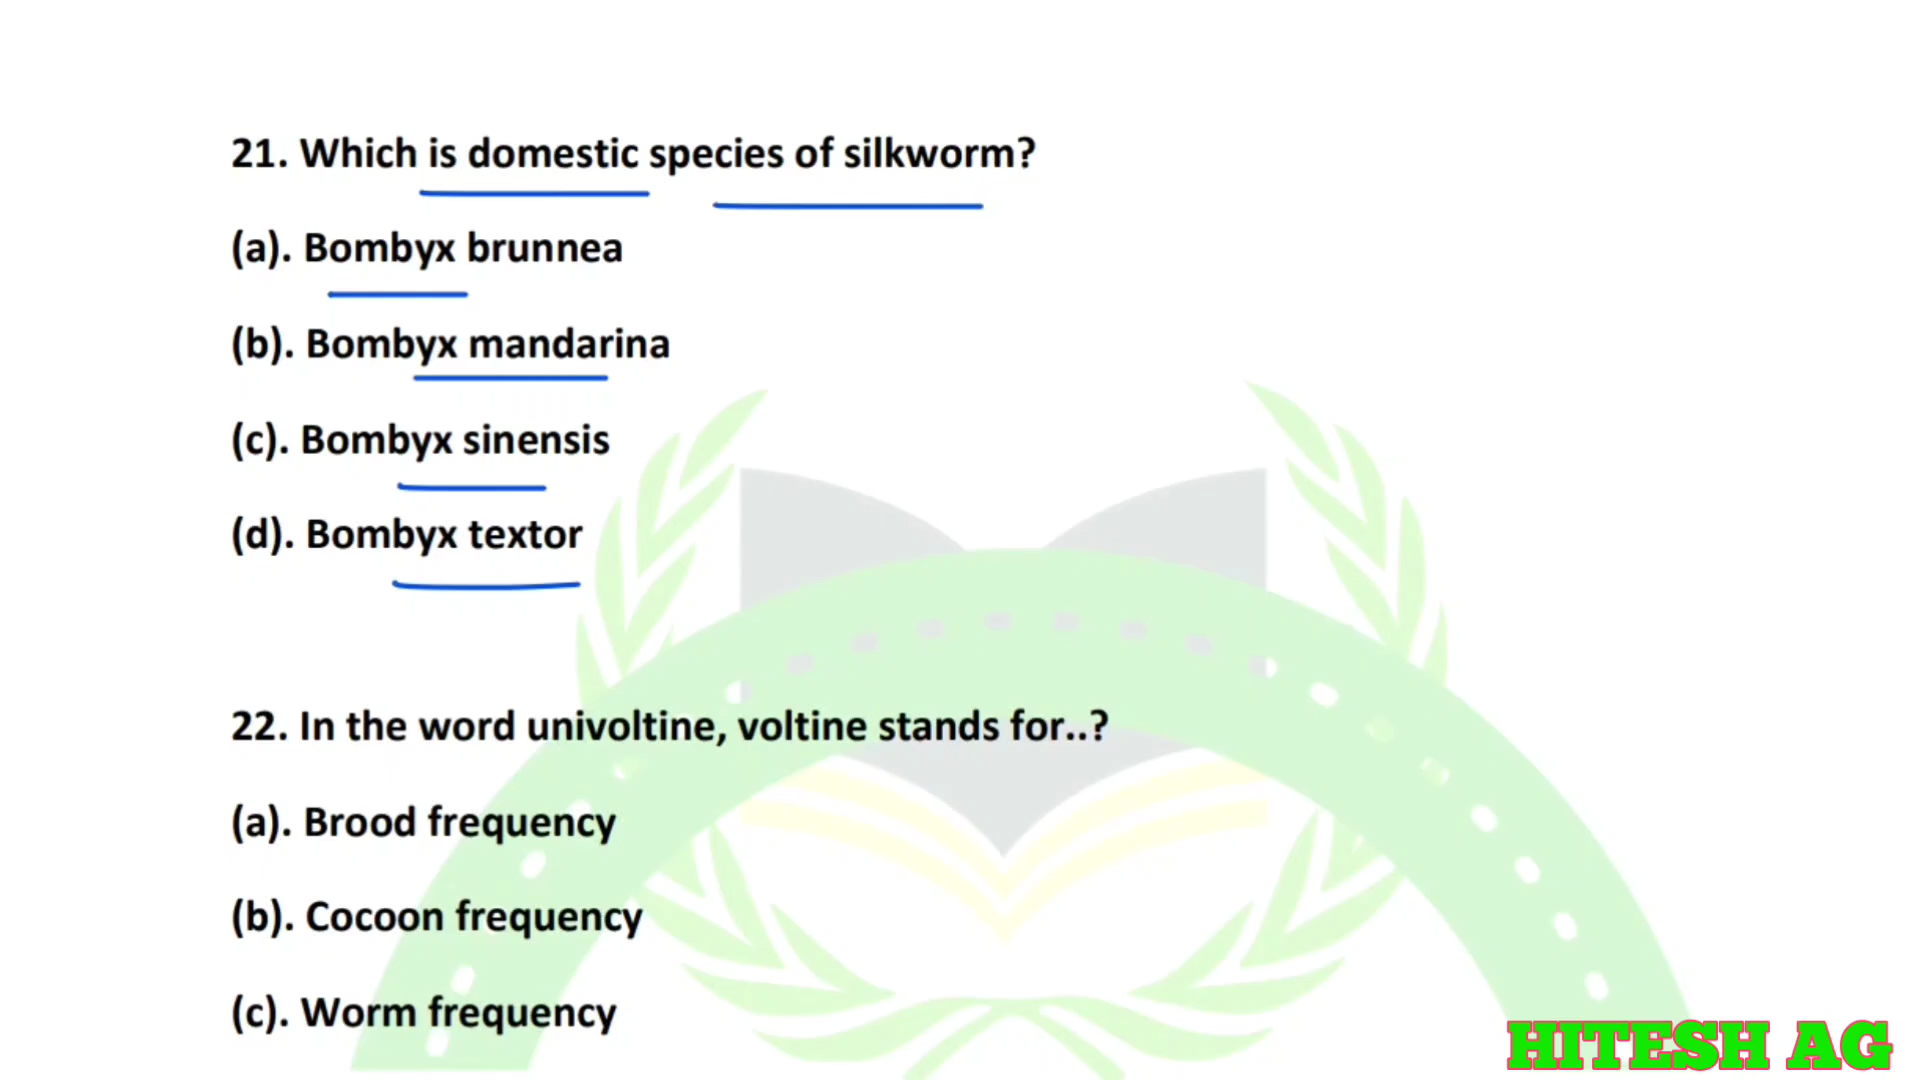 21. Which is domestic species of silkworm?
(a). Bombyx brunnea
(b). Bombyx mandarina
(c). Bombyx sinensis
(d). Bombyx textor
22. In the word univoltine, voltine stands for..?
(a). Brood frequency
(b). Cocoon frequency
(c). Worm frequency
HITESH AG